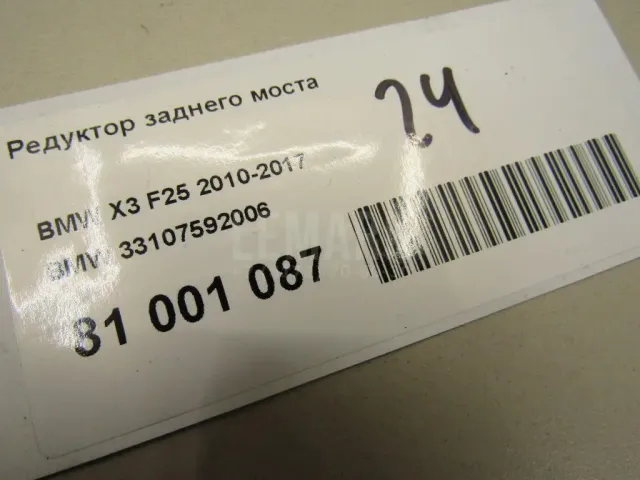 Редуктор заднего моста
24
BMW X3 F25 2010-2017
BMW 33107592006
81 001 087